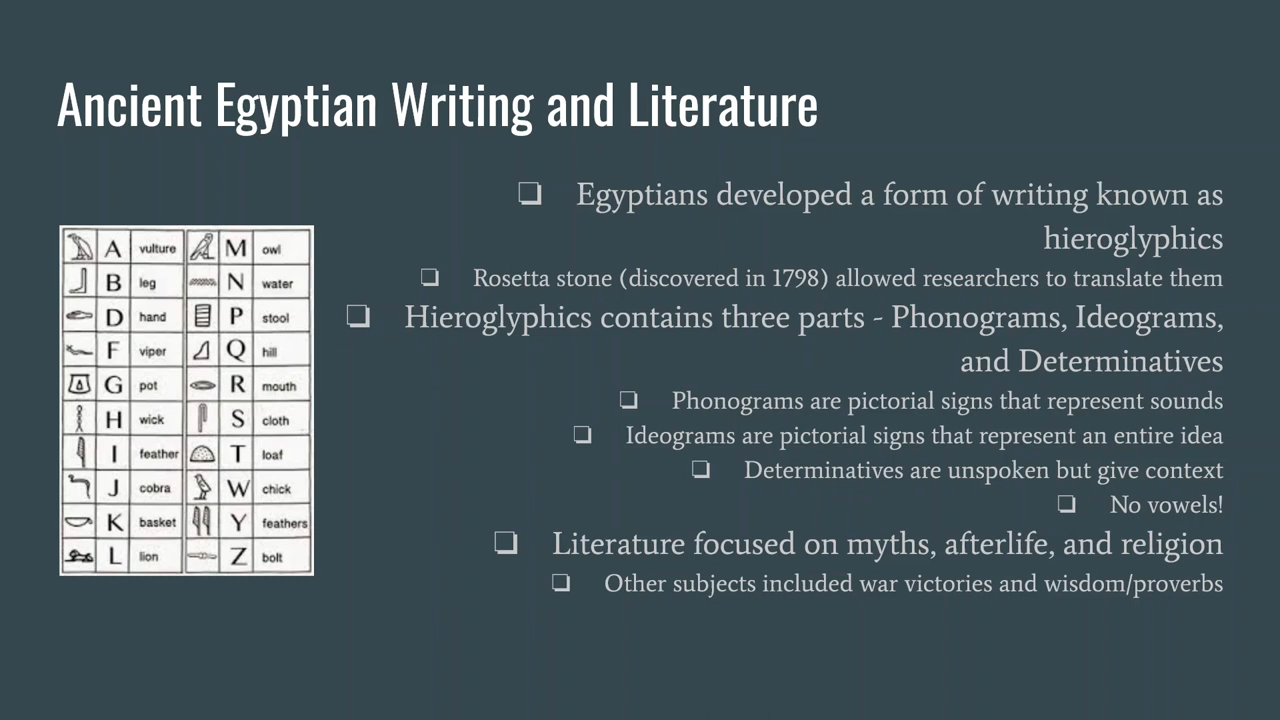 Ancient Egyptian Writing and Literature
A vulture M owl
B leg N water
D hand P stool
F viper Q hill
G pot R mouth
H wick S cloth
I feather T loaf
J cobra W chick
K basket Y feathers
L lion Z bolt
❏ Egyptians developed a form of writing known as
hieroglyphics
❏ Rosetta stone (discovered in 1798) allowed researchers to translate them
❏ Hieroglyphics contains three parts - Phonograms, Ideograms,
and Determinatives
❏ Phonograms are pictorial signs that represent sounds
❏ Ideograms are pictorial signs that represent an entire idea
❏ Determinatives are unspoken but give context
❏ No vowels!
❏ Literature focused on myths, afterlife, and religion
❏ Other subjects included war victories and wisdom/proverbs